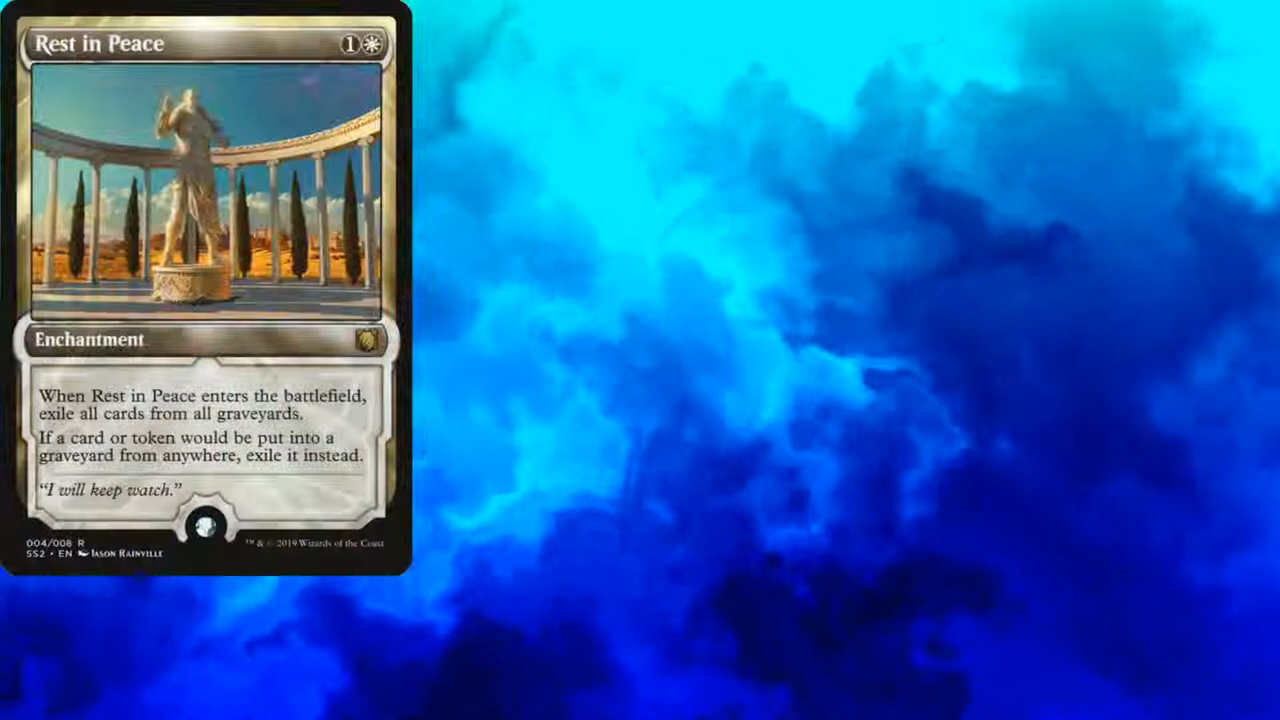 Rest in Peace 1
Enchantment
When Rest in Peace enters the battlefield,
exile all cards from all graveyards.
If a card or token would be put into a
graveyard from anywhere, exile it instead.
“I will keep watch.”
004/008 R
SS2 • EN Jason Rainville
™ & © 2019 Wizards of the Coast